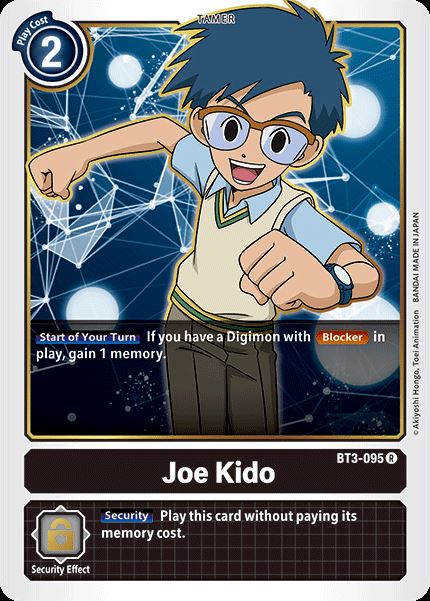 TAMER
Play Cost
2
Start of Your Turn If you have a Digimon with Blocker in
play, gain 1 memory.
©Akiyoshi Hongo, Toei Animation BANDAI MADE IN JAPAN
BT3-095 R
Joe Kido
Security Play this card without paying its
memory cost.
Security Effect